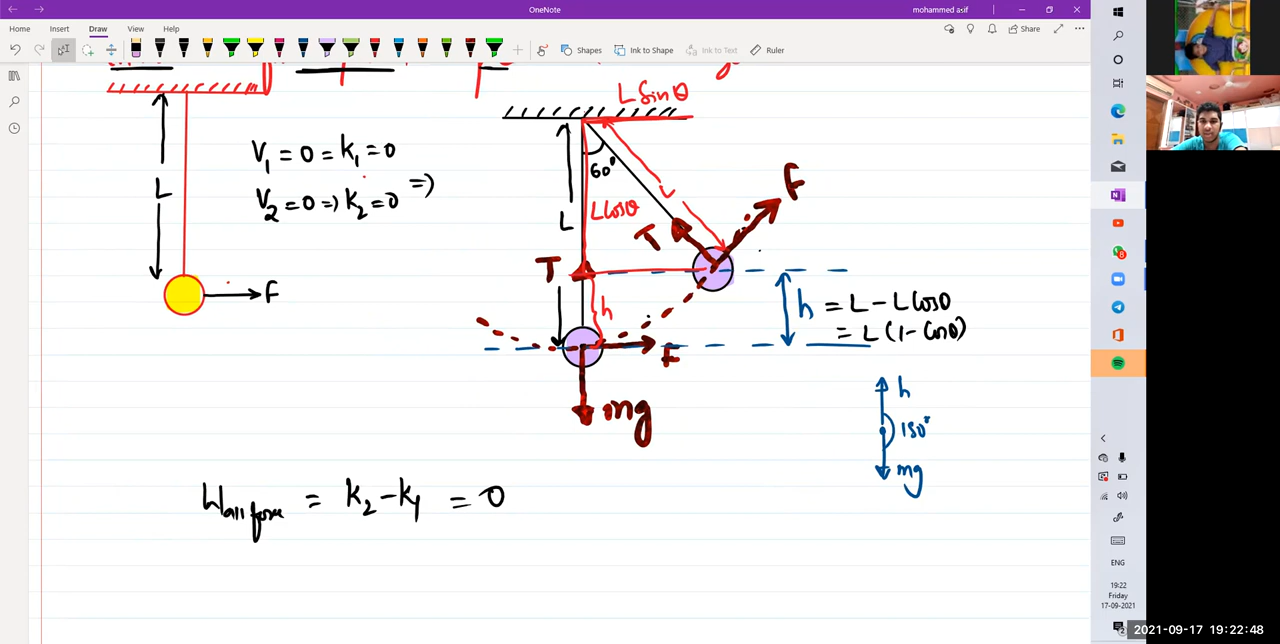 OneNote
mohammed asif
Home Insert Draw View Help
Share
Shapes Ink to Shape Ink to Text Ruler
L Sin θ
60°
L
L
L Cos θ
T
T
F
h
F
mg
V1 = 0 = K1 = 0
V2 = 0 ⇒ K2 = 0 ⇒)
L
F
h = L - L Cos θ
= L (1 - Cos θ)
h
180°
mg
W all force = K2 - K1 = 0
ENG
19:22
Friday
17-09-2021
2021-09-17 19:22:48